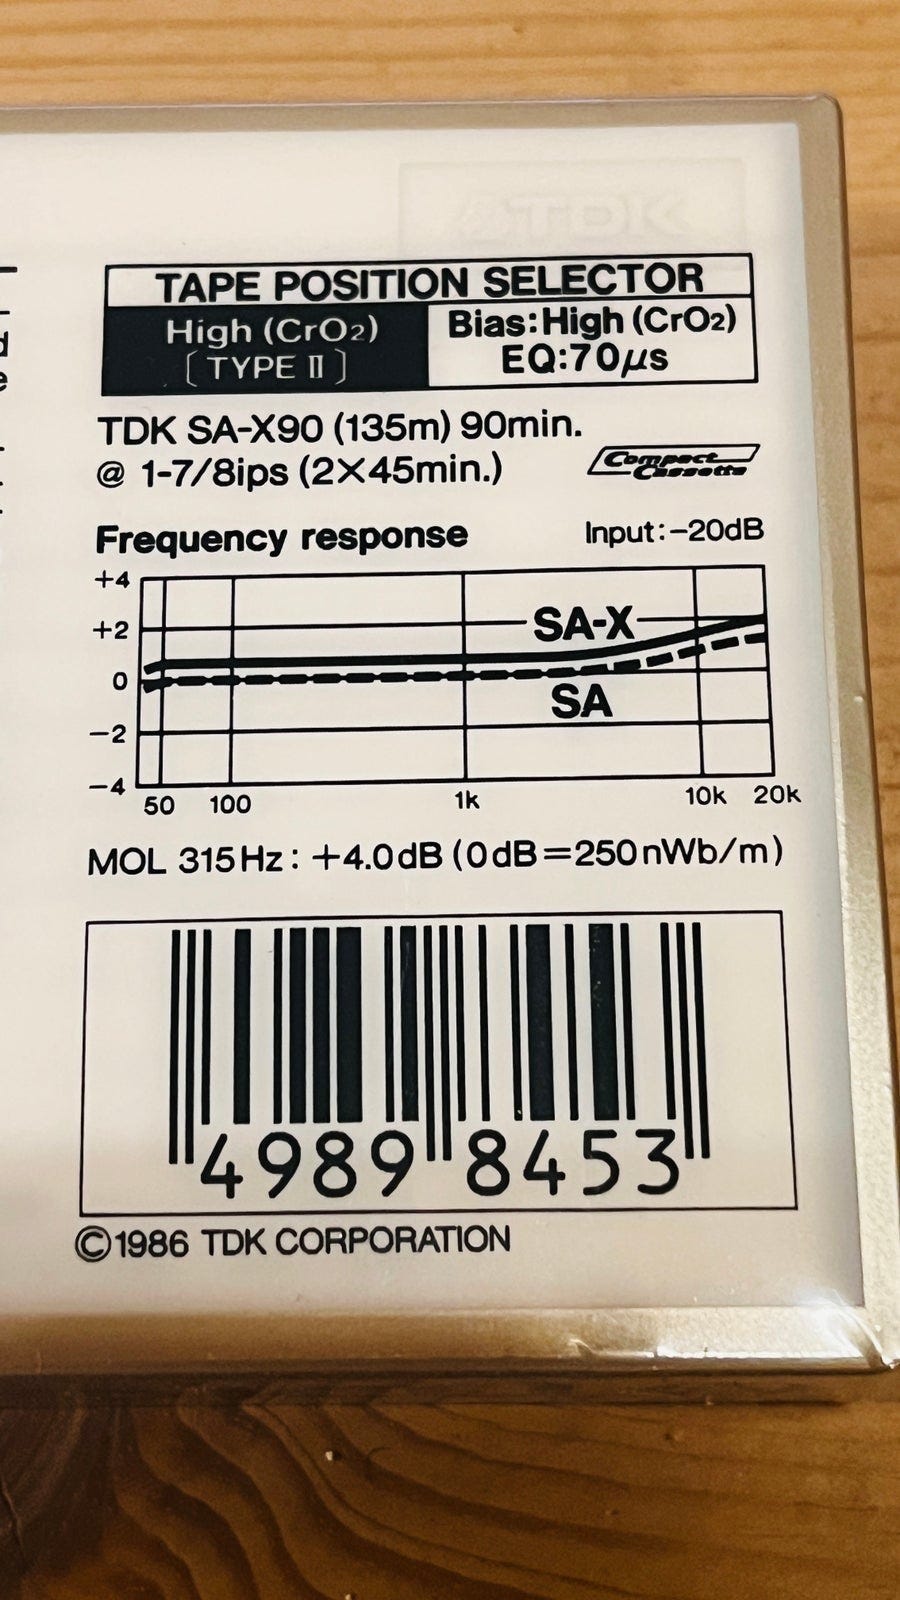 TDK
TAPE POSITION SELECTOR
High (CrO₂)
[ TYPE Ⅱ ]
Bias:High (CrO₂)
EQ:70μs
TDK SA-X90 (135m) 90min.
@ 1-7/8ips (2×45min.)
Compact
Cassette
Frequency response
Input:−20dB
+4
+2
0
−2
−4
SA-X
SA
50 100 1k 10k 20k
MOL 315Hz: +4.0dB (0dB=250nWb/m)
4989 8453
©1986 TDK CORPORATION